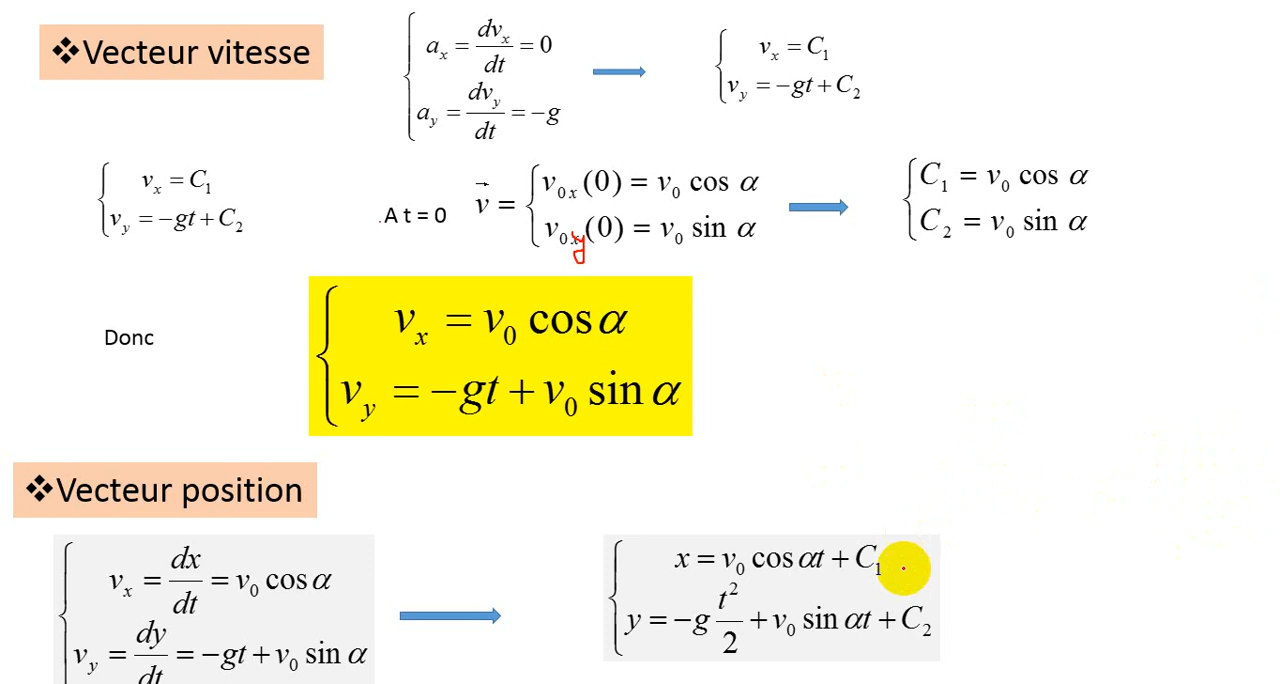 ❖Vecteur vitesse
{ a_x = dv_x/dt = 0
a_y = dv_y/dt = -g
{ v_x = C_1
v_y = -gt + C_2
{ v_x = C_1
v_y = -gt + C_2
.A t = 0
v⃗ = { v_0x(0) = v_0 cos α
v_0x(0) = v_0 sin α
y
{ C_1 = v_0 cos α
C_2 = v_0 sin α
Donc
{ v_x = v_0 cos α
v_y = -gt + v_0 sin α
❖Vecteur position
{ v_x = dx/dt = v_0 cos α
v_y = dy/dt = -gt + v_0 sin α
{ x = v_0 cos αt + C_1
y = -g t²/2 + v_0 sin αt + C_2